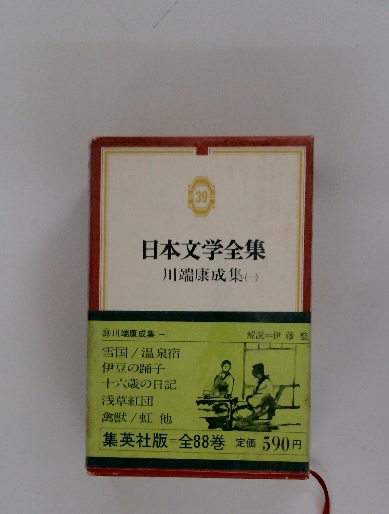 39
日本文学全集
川端康成集(一)
㊴川端康成集 一
解説=伊藤整
雪国/温泉宿
伊豆の踊子
十六歳の日記
浅草紅団
禽獣/虹 他
集英社版=全88巻 定価 590円